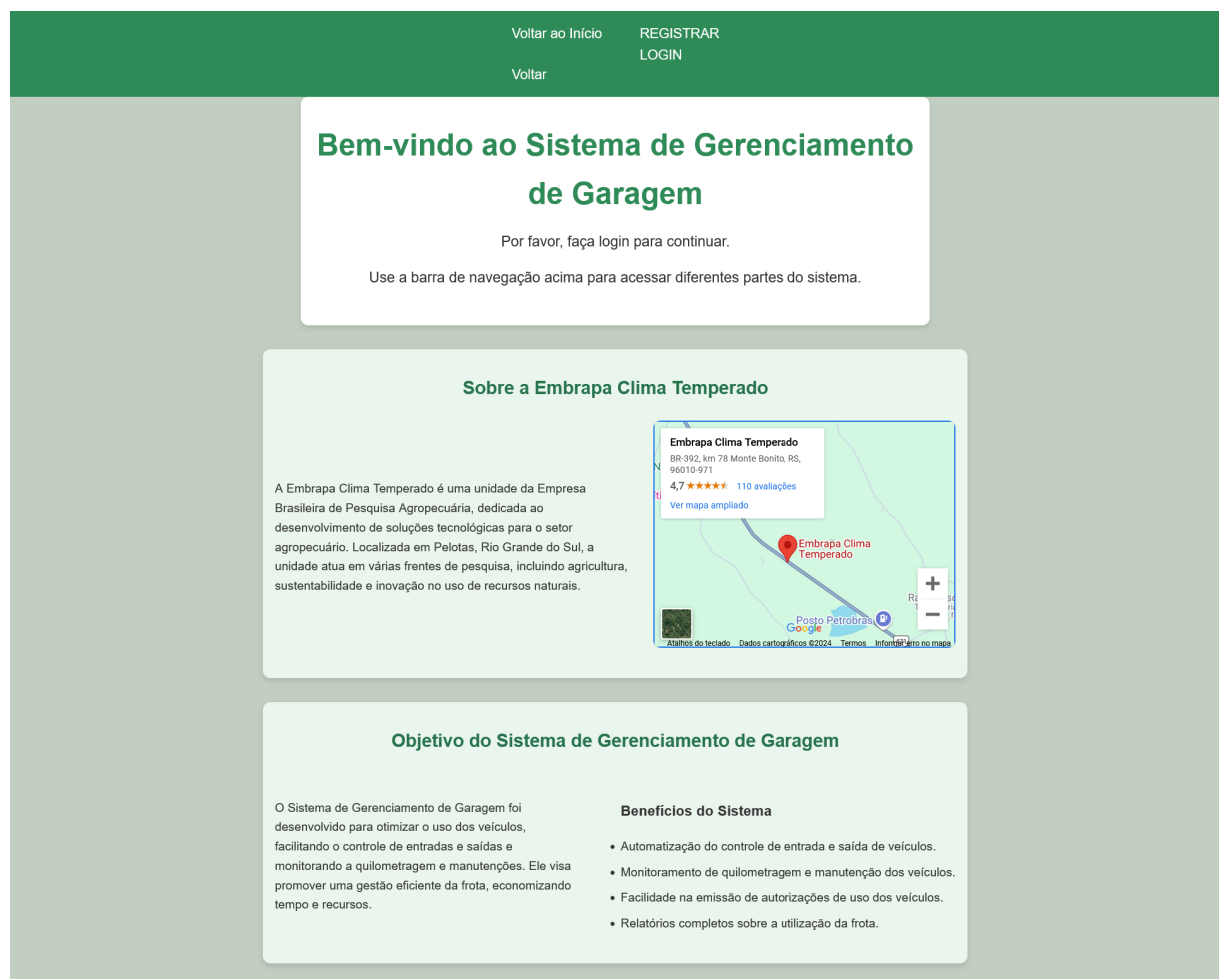 Voltar ao Início
REGISTRAR
LOGIN
Voltar
Bem-vindo ao Sistema de Gerenciamento
de Garagem
Por favor, faça login para continuar.
Use a barra de navegação acima para acessar diferentes partes do sistema.
Sobre a Embrapa Clima Temperado
A Embrapa Clima Temperado é uma unidade da Empresa
Brasileira de Pesquisa Agropecuária, dedicada ao
desenvolvimento de soluções tecnológicas para o setor
agropecuário. Localizada em Pelotas, Rio Grande do Sul, a
unidade atua em várias frentes de pesquisa, incluindo agricultura,
sustentabilidade e inovação no uso de recursos naturais.
Embrapa Clima Temperado
BR-392, km 78 Monte Bonito, RS,
96010-971
4,7 110 avaliações
Ver mapa ampliado
Embrapa Clima
Temperado
Posto Petrobras
Google
Atalhos do teclado Dados cartográficos ©2024 Termos Informar erro no mapa
Objetivo do Sistema de Gerenciamento de Garagem
O Sistema de Gerenciamento de Garagem foi
desenvolvido para otimizar o uso dos veículos,
facilitando o controle de entradas e saídas e
monitorando a quilometragem e manutenções. Ele visa
promover uma gestão eficiente da frota, economizando
tempo e recursos.
Benefícios do Sistema
• Automatização do controle de entrada e saída de veículos.
• Monitoramento de quilometragem e manutenção dos veículos.
• Facilidade na emissão de autorizações de uso dos veículos.
• Relatórios completos sobre a utilização da frota.